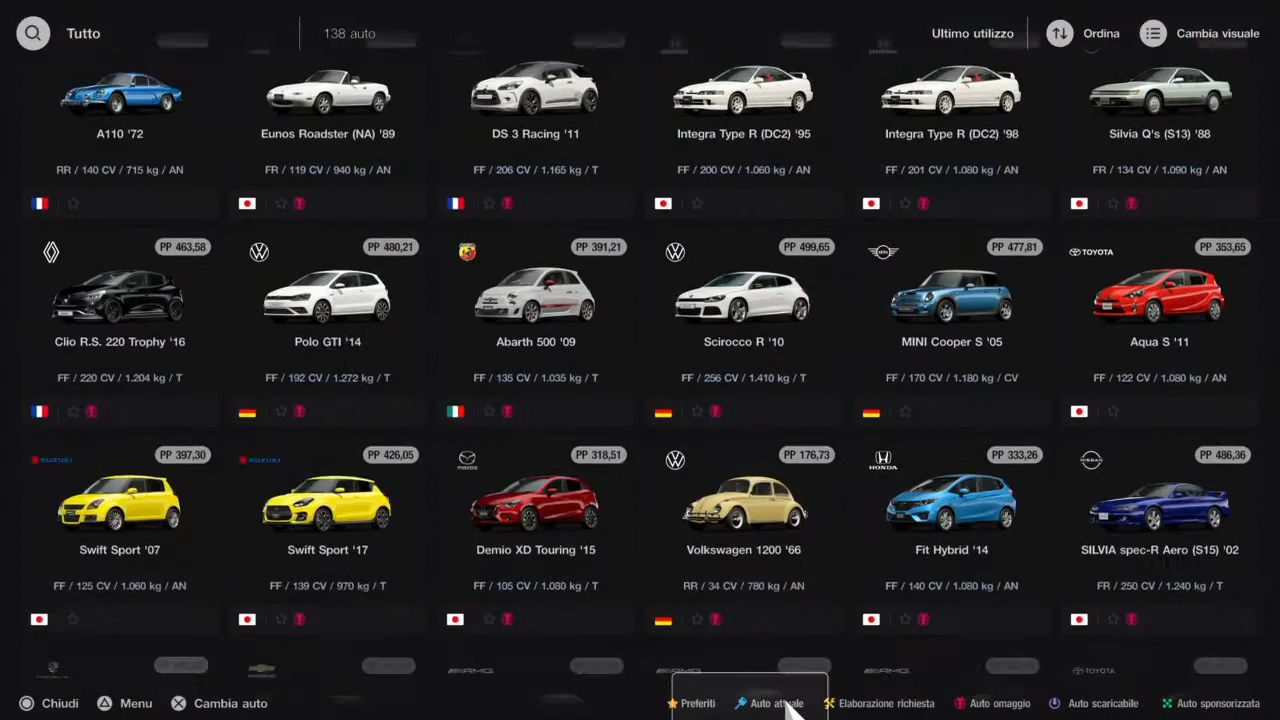 Tutto
138 auto
Ultimo utilizzo
Ordina
Cambia visuale
A110 '72
Eunos Roadster (NA) '89
DS 3 Racing '11
Integra Type R (DC2) '95
Integra Type R (DC2) '98
Silvia Q's (S13) '88
RR / 140 CV / 715 kg / AN
FR / 119 CV / 940 kg / AN
FF / 206 CV / 1.165 kg / T
FF / 200 CV / 1.060 kg / AN
FF / 201 CV / 1.080 kg / AN
FR / 134 CV / 1.090 kg / AN
PP 463,58
PP 480,21
PP 391,21
PP 499,65
MINI
PP 477,81
TOYOTA
PP 353,65
Clio R.S. 220 Trophy '16
Polo GTI '14
Abarth 500 '09
Scirocco R '10
MINI Cooper S '05
Aqua S '11
FF / 220 CV / 1.204 kg / T
FF / 192 CV / 1.272 kg / T
FF / 135 CV / 1.035 kg / T
FF / 256 CV / 1.410 kg / T
FF / 170 CV / 1.180 kg / CV
FF / 122 CV / 1.080 kg / AN
SUZUKI
PP 397,30
SUZUKI
PP 426,05
mazda
PP 318,51
PP 176,73
HONDA
PP 333,26
NISSAN
PP 486,36
Swift Sport '07
Swift Sport '17
Demio XD Touring '15
Volkswagen 1200 '66
Fit Hybrid '14
SILVIA spec-R Aero (S15) '02
FF / 125 CV / 1.060 kg / AN
FF / 139 CV / 970 kg / T
FF / 105 CV / 1.080 kg / T
RR / 34 CV / 780 kg / AN
FF / 140 CV / 1.080 kg / AN
FR / 250 CV / 1.240 kg / T
AMG
AMG
AMG
TOYOTA
Chiudi
Menu
Cambia auto
Preferiti
Auto attuale
Elaborazione richiesta
Auto omaggio
Auto scaricabile
Auto sponsorizzata